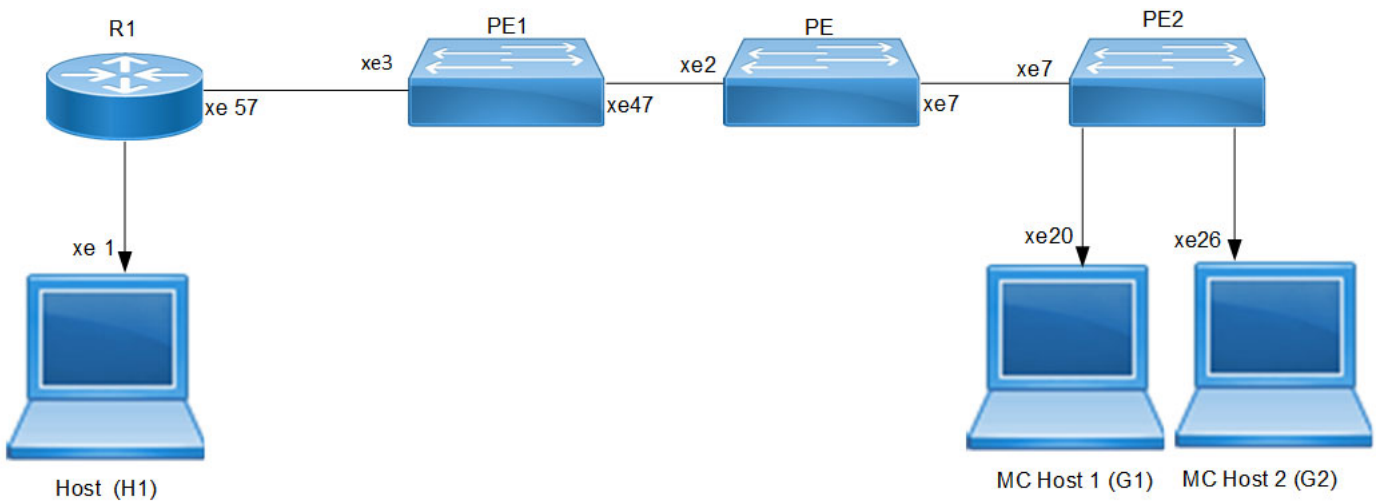 R1
PE1
PE
PE2
xe3
xe2
xe7
xe 57
xe47
xe7
xe 1
xe20
xe26
Host (H1)
MC Host 1 (G1)
MC Host 2 (G2)